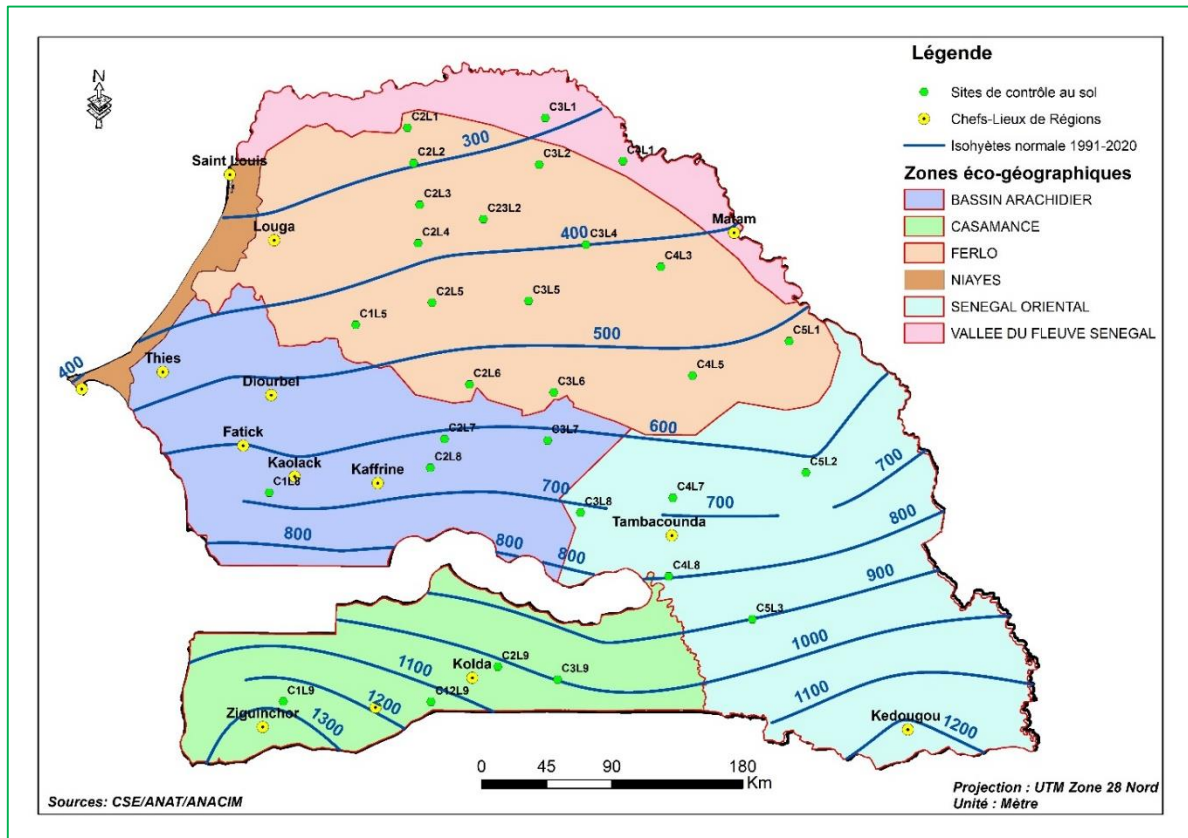 Légende
Sites de contrôle au sol
Chefs-Lieux de Régions
Isohyètes normale 1991-2020
Zones éco-géographiques
BASSIN ARACHIDIER
CASAMANCE
FERLO
NIAYES
SENEGAL ORIENTAL
VALLEE DU FLEUVE SENEGAL
N
C3L1
C2L1
300
C2L2
C3L2
C4L1
Saint Louis
C2L3
C23L2
Matam
Louga
C2L4
400
C3L4
C4L3
C2L5
C3L5
C1L5
500
C5L1
Thies
400
Diourbel
C2L6
C3L6
C4L5
Fatick
C2L7
C3L7
600
Kaolack
Kaffrine
C2L8
C5L2
700
C1L8
700
C3L8
C4L7
700
Tambacounda
800
800
800
800
C4L8
900
C5L3
1000
1100
Kolda
C2L9
C3L9
1100
C1L9
1200
C12L9
Ziguinchor
1300
Kedougou
1200
0 45 90 180
Km
Sources: CSE/ANAT/ANACIM
Projection : UTM Zone 28 Nord
Unité : Mètre